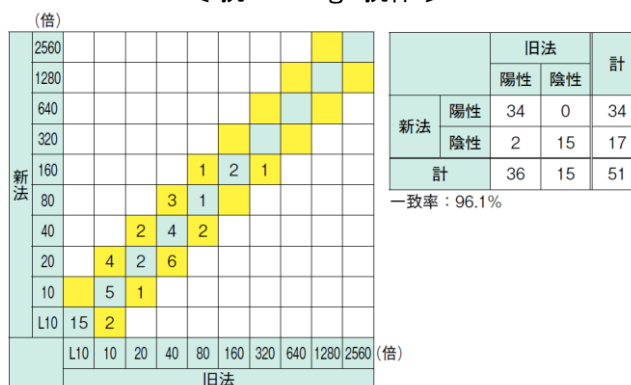 (倍)
2560
1280
640
320
160 1 2 1
80 3 1
40 2 4 2
20 4 2 6
10 5 1
L10 15 2
新法
L10 10 20 40 80 160 320 640 1280 2560 (倍)
旧法
旧法 計
陽性 陰性
新法 陽性 34 0 34
陰性 2 15 17
計 36 15 51
一致率：96.1%